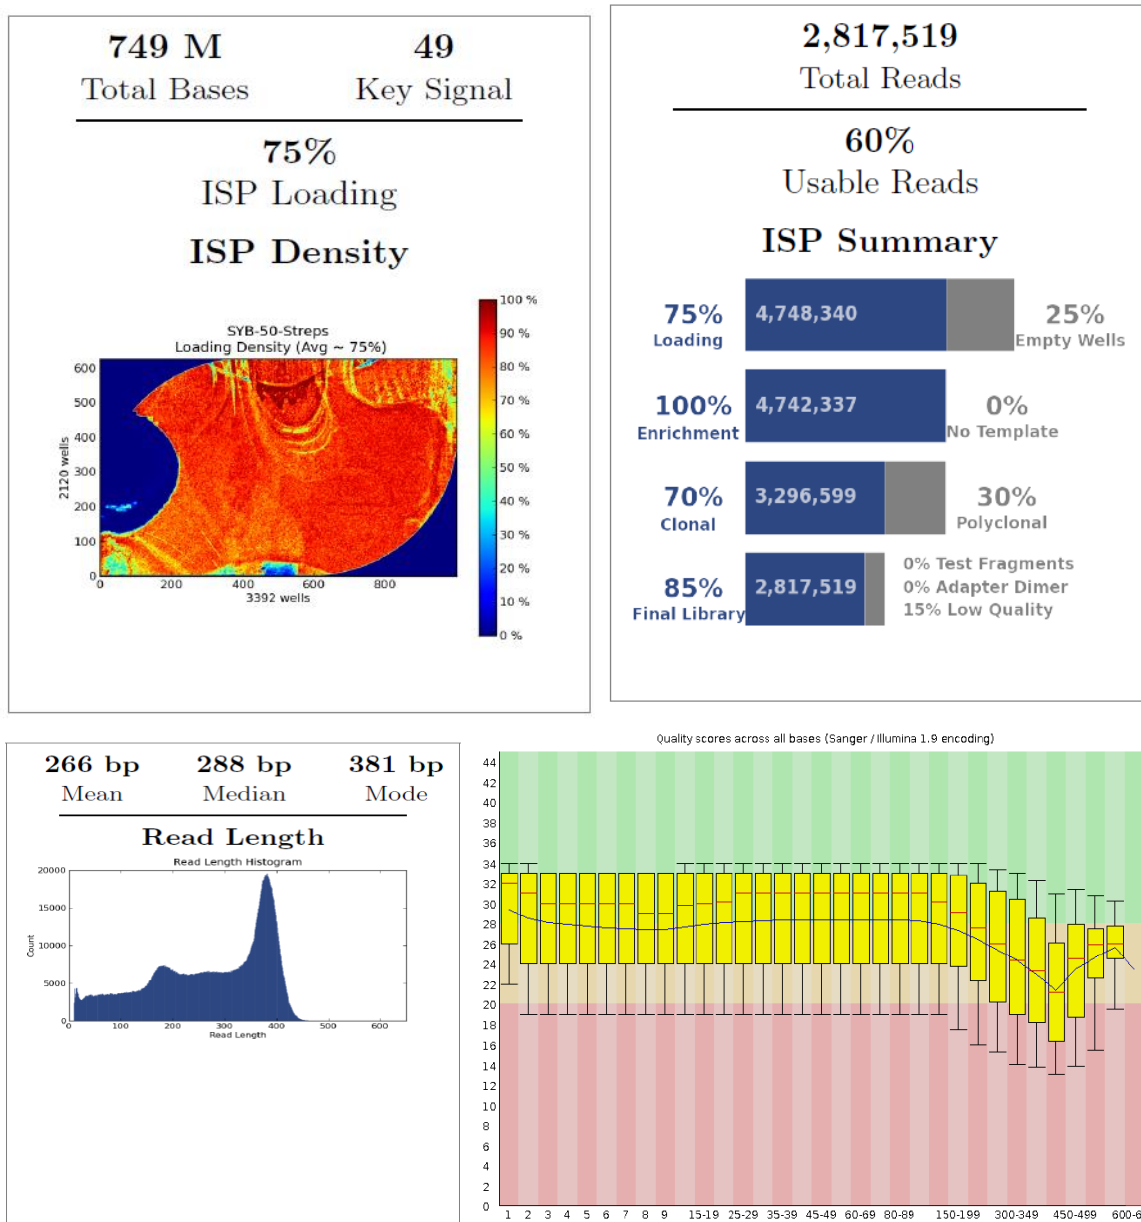 749 M
49
Total Bases
Key Signal
75%
ISP Loading
ISP Density
SYB-50-Streps
Loading Density (Avg ~ 75%)
600
500
400
300
200
100
0
2120 wells
0 200 400 600 800
3392 wells
100 %
90 %
80 %
70 %
60 %
50 %
40 %
30 %
20 %
10 %
0 %
2,817,519
Total Reads
60%
Usable Reads
ISP Summary
75%
Loading
4,748,340
25%
Empty Wells
100%
Enrichment
4,742,337
0%
No Template
70%
Clonal
3,296,599
30%
Polyclonal
85%
Final Library
2,817,519
0% Test Fragments
0% Adapter Dimer
15% Low Quality
266 bp
288 bp
381 bp
Mean
Median
Mode
Read Length
Read Length Histogram
20000
15000
10000
5000
0
Count
0 100 200 300 400 500 600
Read Length
Quality scores across all bases (Sanger / Illumina 1.9 encoding)
44
42
40
38
36
34
32
30
28
26
24
22
20
18
16
14
12
10
8
6
4
2
0
1 2 3 4 5 6 7 8 9 15-19 25-29 35-39 45-49 60-69 80-89 150-199 300-349 450-499 600-6